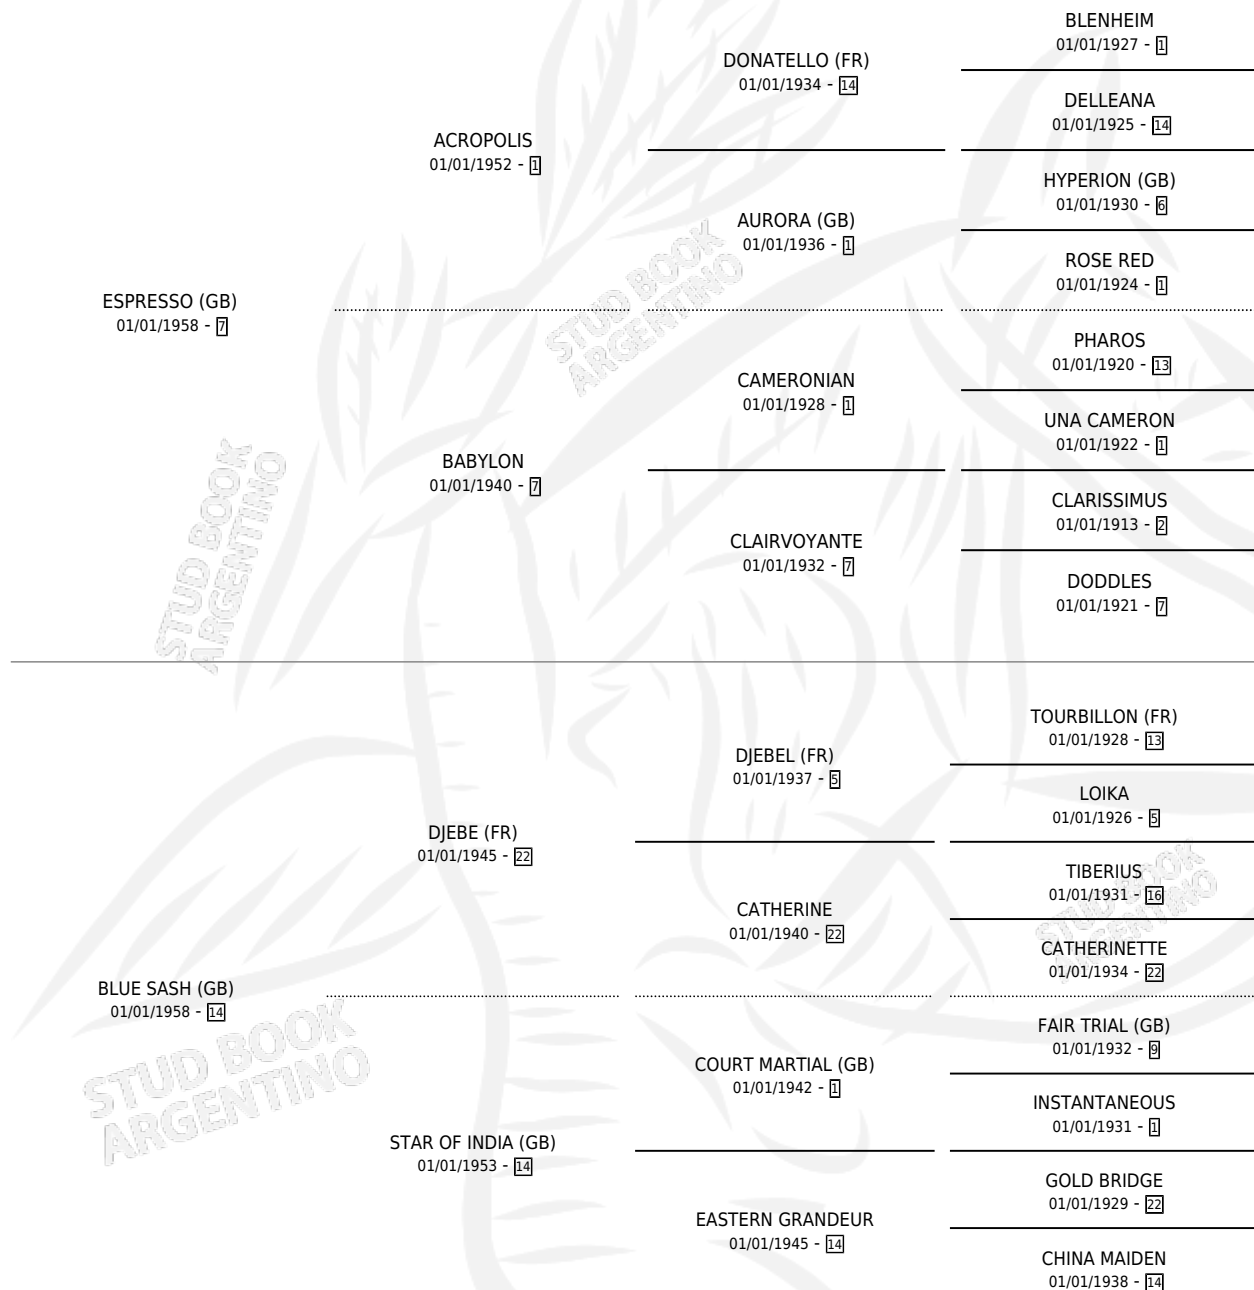 BLENHEIM
01/01/1927 - 1
DONATELLO (FR)
01/01/1934 - 14
DELLEANA
01/01/1925 - 14
ACROPOLIS
01/01/1952 - 1
HYPERION (GB)
01/01/1930 - 6
AURORA (GB)
01/01/1936 - 1
ROSE RED
01/01/1924 - 1
ESPRESSO (GB)
01/01/1958 - 7
STUD BOOK
ARGENTINO
PHAROS
01/01/1920 - 13
CAMERONIAN
01/01/1928 - 1
UNA CAMERON
01/01/1922 - 1
BABYLON
01/01/1940 - 7
CLARISSIMUS
01/01/1913 - 2
CLAIRVOYANTE
01/01/1932 - 7
DODDLES
01/01/1921 - 7
STUD BOOK
ARGENTINO
TOURBILLON (FR)
01/01/1928 - 13
DJEBEL (FR)
01/01/1937 - 5
LOIKA
01/01/1926 - 5
DJEBE (FR)
01/01/1945 - 22
TIBERIUS
01/01/1931 - 16
CATHERINE
01/01/1940 - 22
CATHERINETTE
01/01/1934 - 22
STUD BOOK
ARGENTINO
BLUE SASH (GB)
01/01/1958 - 14
FAIR TRIAL (GB)
01/01/1932 - 9
COURT MARTIAL (GB)
01/01/1942 - 1
INSTANTANEOUS
01/01/1931 - 1
STUD BOOK
ARGENTINO
STAR OF INDIA (GB)
01/01/1953 - 14
GOLD BRIDGE
01/01/1929 - 22
EASTERN GRANDEUR
01/01/1945 - 14
CHINA MAIDEN
01/01/1938 - 14